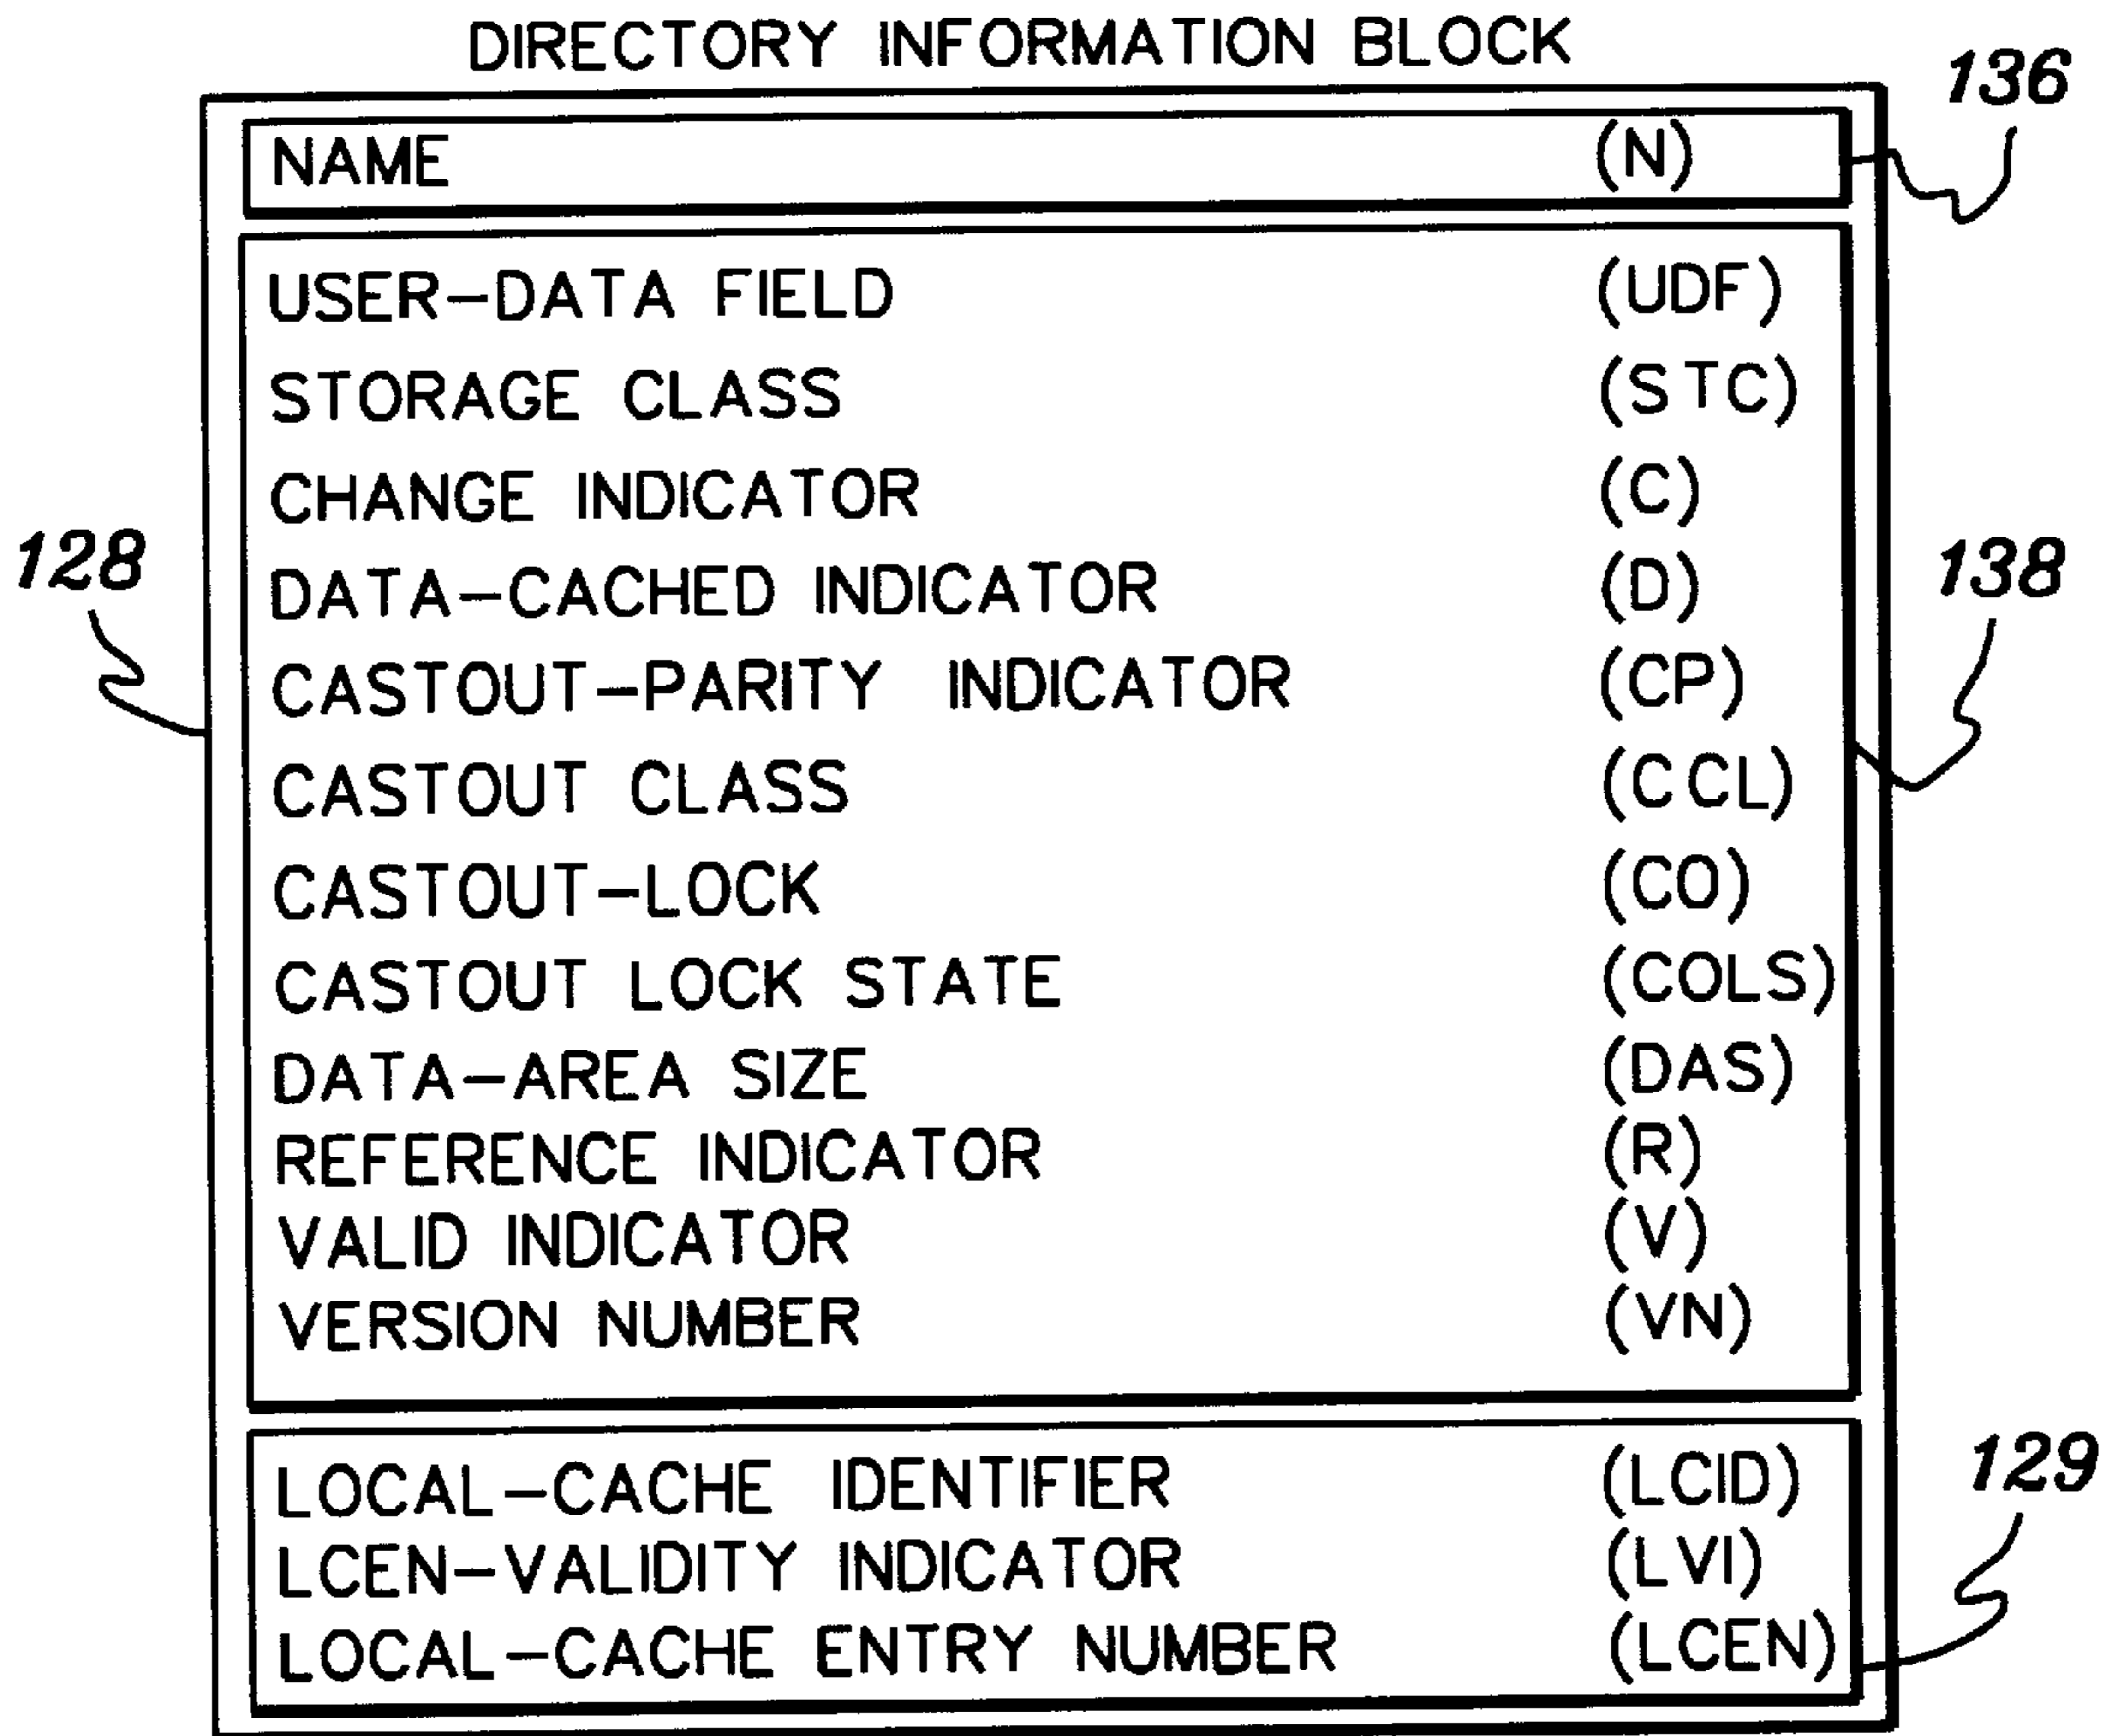 DIRECTORY INFORMATION BLOCK
136
NAME (N)
USER-DATA FIELD (UDF)
STORAGE CLASS (STC)
CHANGE INDICATOR (C)
128
DATA-CACHED INDICATOR (D)
138
CASTOUT-PARITY INDICATOR (CP)
CASTOUT CLASS (CCL)
CASTOUT-LOCK (CO)
CASTOUT LOCK STATE (COLS)
DATA-AREA SIZE (DAS)
REFERENCE INDICATOR (R)
VALID INDICATOR (V)
VERSION NUMBER (VN)
LOCAL-CACHE IDENTIFIER (LCID)
129
LCEN-VALIDITY INDICATOR (LVI)
LOCAL-CACHE ENTRY NUMBER (LCEN)